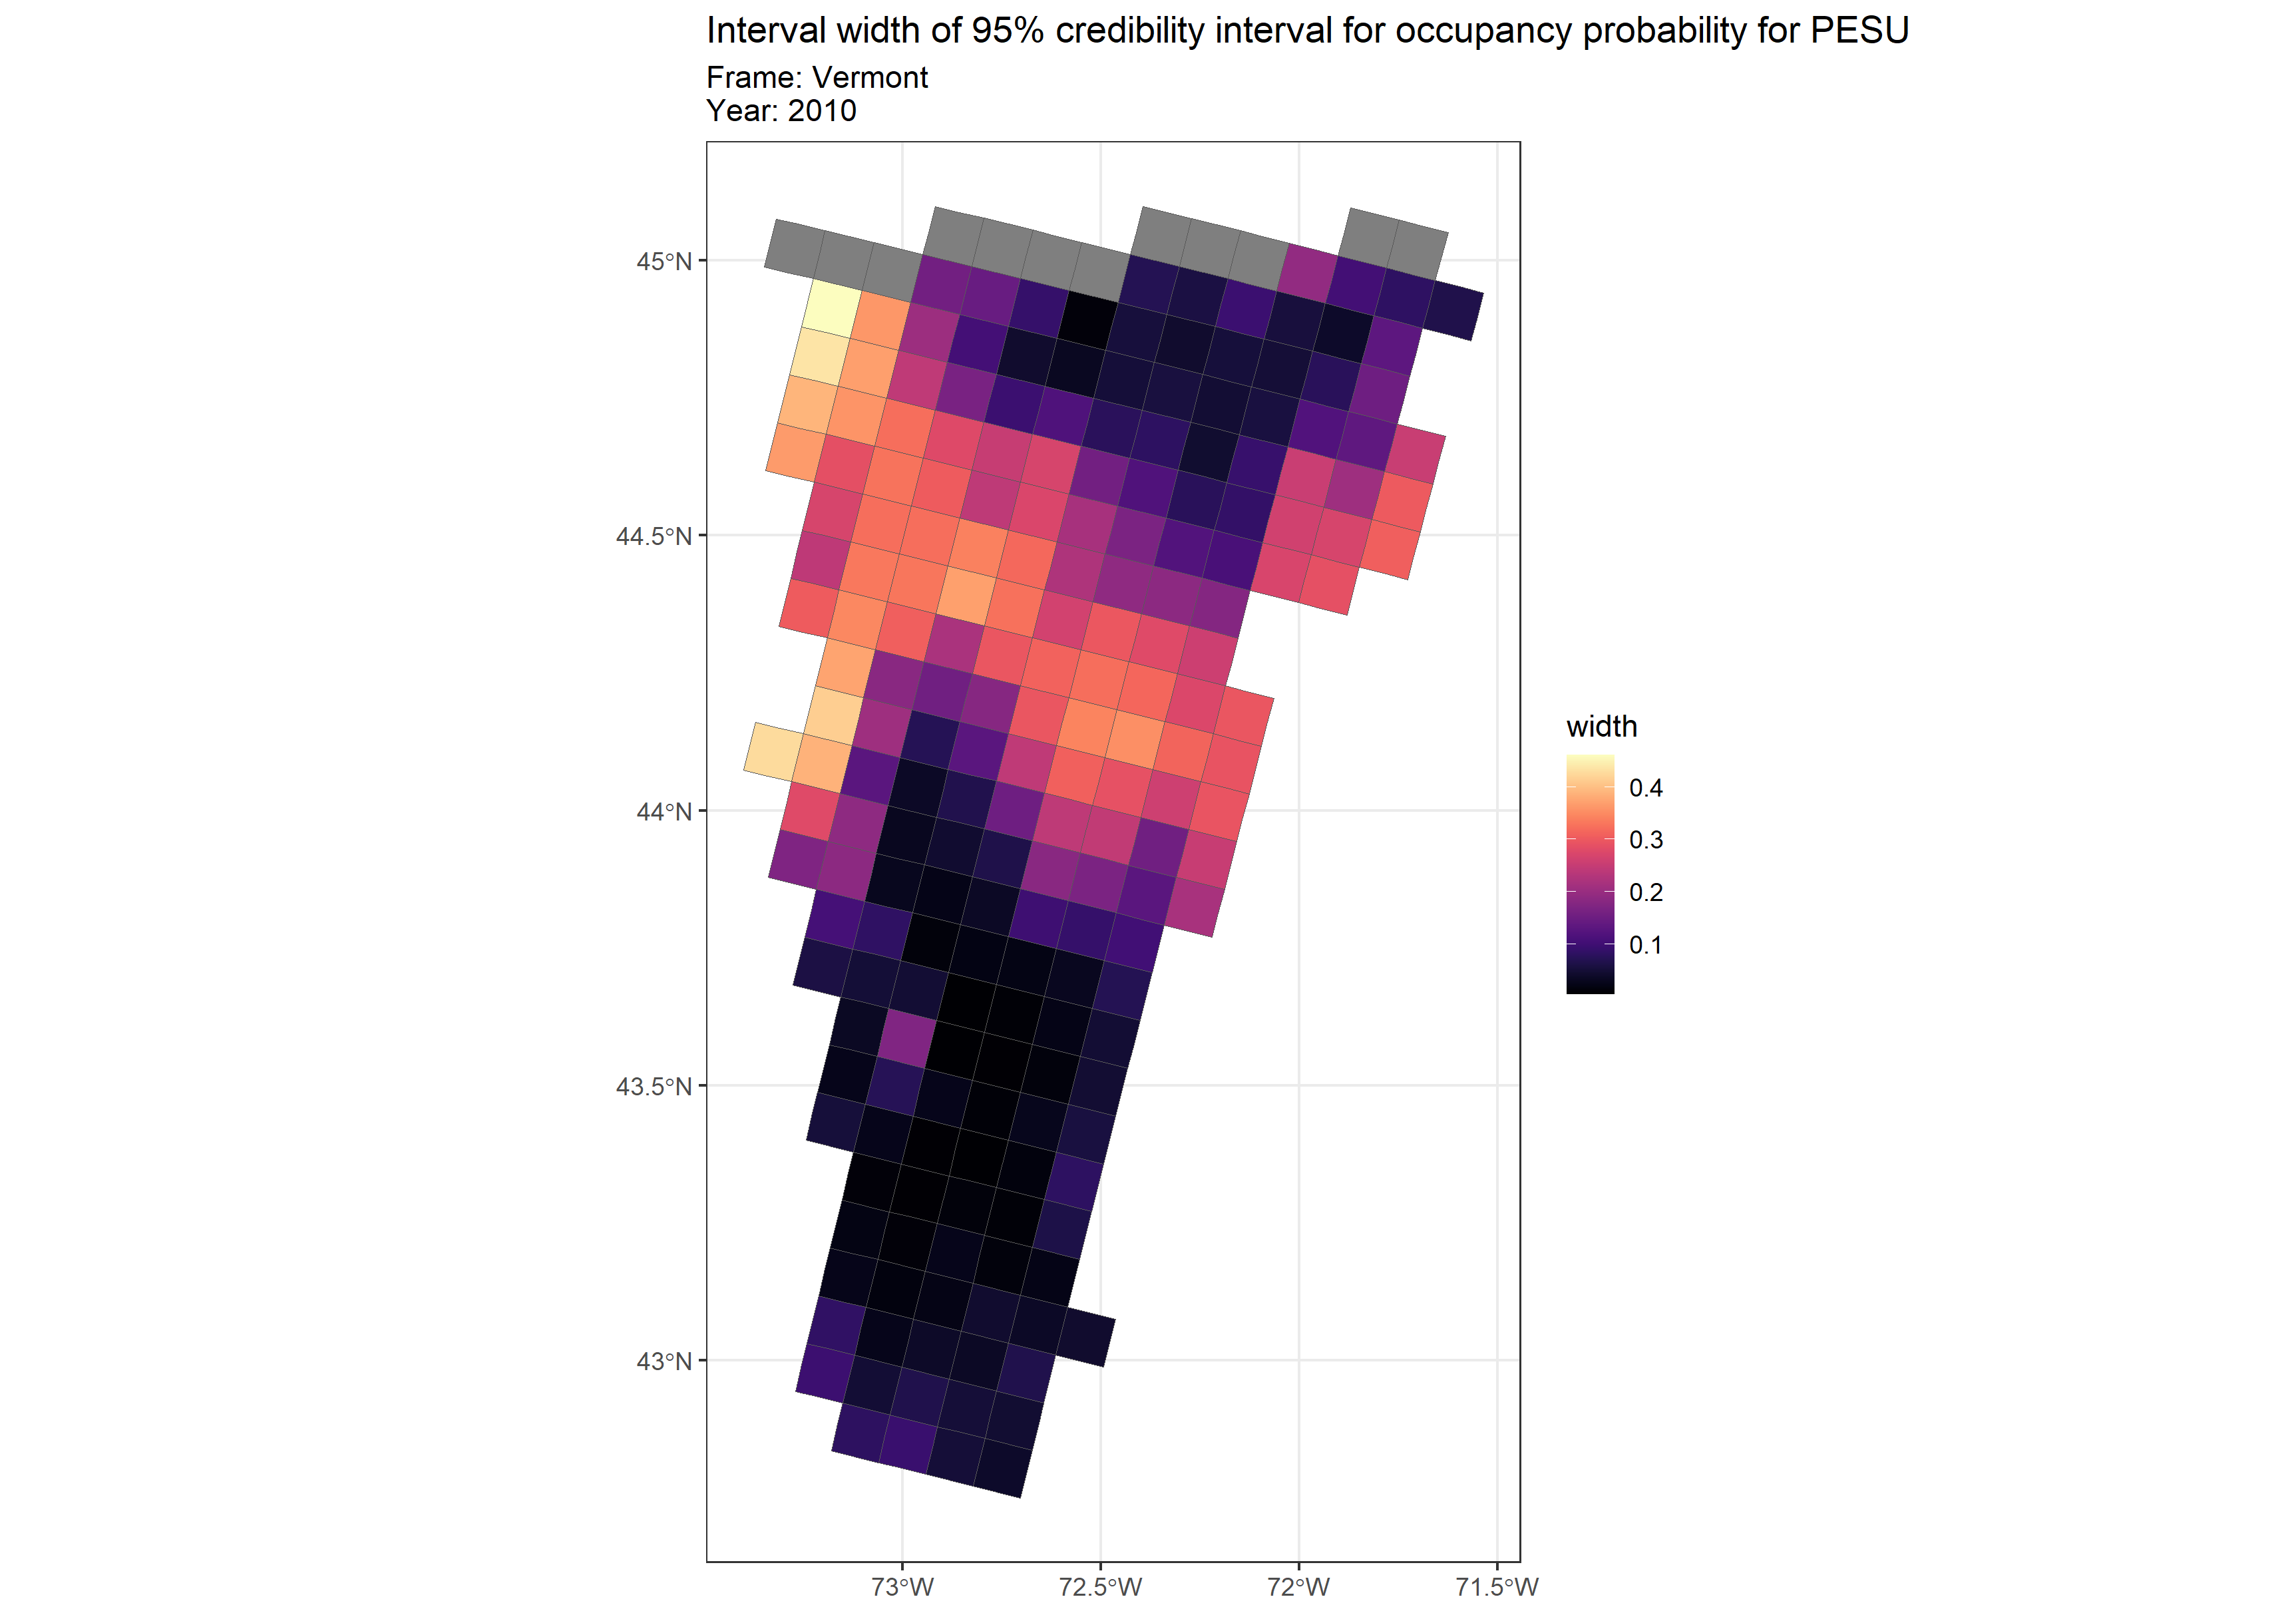 Interval width of 95% credibility interval for occupancy probability for PESU
Frame: Vermont
Year: 2010
45°N
44.5°N
44°N
43.5°N
43°N
73°W
72.5°W
72°W
71.5°W
width
0.4
0.3
0.2
0.1